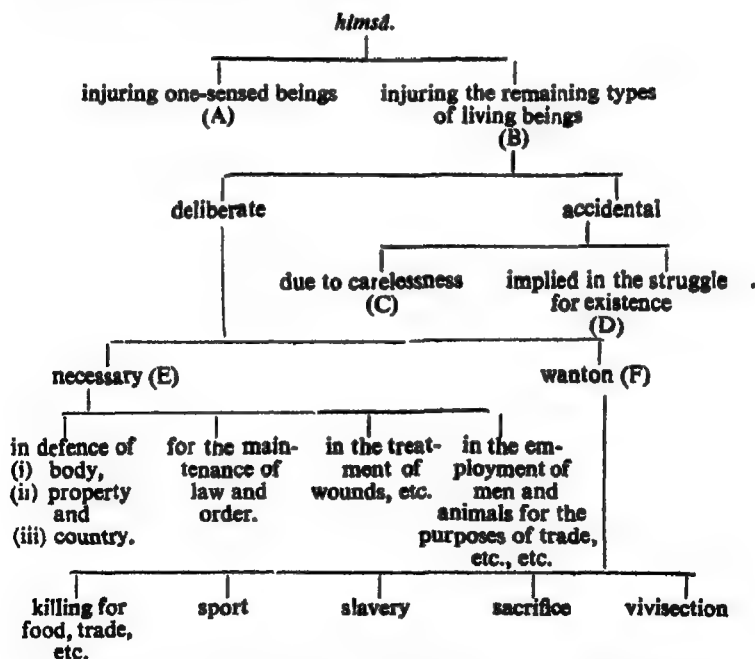 himsā.
injuring one-sensed beings
(A)
injuring the remaining types
of living beings
(B)
deliberate
accidental
due to carelessness
(C)
implied in the struggle
for existence
(D)
necessary (E)
wanton (F)
in defence of
(i) body,
(ii) property
and
(iii) country.
for the main-
tenance of
law and
order.
in the treat-
ment of
wounds, etc.
in the em-
ployment of
men and
animals for the
purposes of trade,
etc., etc.
killing for
food, trade,
etc.
sport
slavery
sacrifice
vivisection